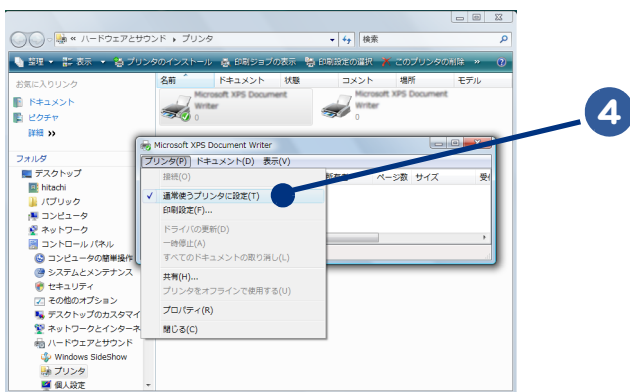 « ハードウェアとサウンド ▸ プリンタ
検索
整理 表示 プリンタのインストール 印刷ジョブの表示 印刷設定の選択 このプリンタの削除 »
お気に入りリンク
ドキュメント
ピクチャ
詳細 »
名前 ドキュメント 状態 コメント 場所 モデル
Microsoft XPS Document Writer
0
Microsoft XPS Document Writer
0
フォルダ
デスクトップ
hitachi
パブリック
コンピュータ
ネットワーク
コントロール パネル
コンピュータの簡単操作
システムとメンテナンス
セキュリティ
その他のオプション
デスクトップのカスタマイ
ネットワークとインターネ
ハードウェアとサウンド
Windows SideShow
プリンタ
個人設定
Microsoft XPS Document Writer
プリンタ(P) ドキュメント(D) 表示(V)
ページ数 サイズ 受
接続(O)
通常使うプリンタに設定(T)
印刷設定(F)...
ドライバの更新(D)
一時停止(A)
すべてのドキュメントの取り消し(L)
共有(H)...
プリンタをオフラインで使用する(U)
プロパティ(R)
閉じる(C)
4